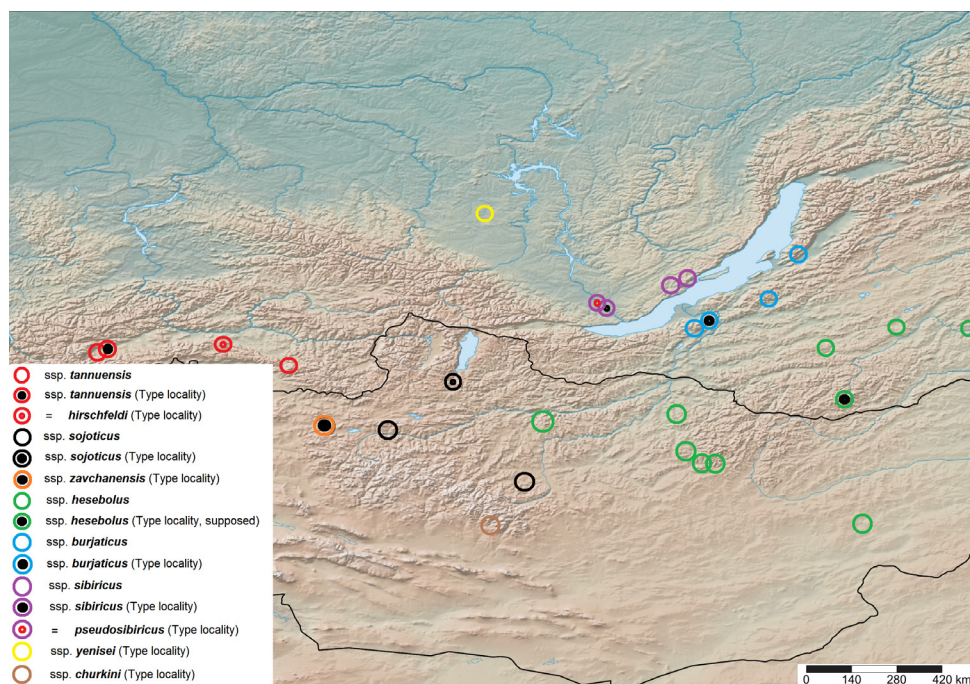 ssp. tannuensis
ssp. tannuensis (Type locality)
= hirschfeldi (Type locality)
ssp. sojoticus
ssp. sojoticus (Type locality)
ssp. zavchanensis (Type locality)
ssp. hesebolus
ssp. hesebolus (Type locality, supposed)
ssp. burjaticus
ssp. burjaticus (Type locality)
ssp. sibiricus
ssp. sibiricus (Type locality)
= pseudosibiricus (Type locality)
ssp. yenisei (Type locality)
ssp. churkini
0 140 280 420 km